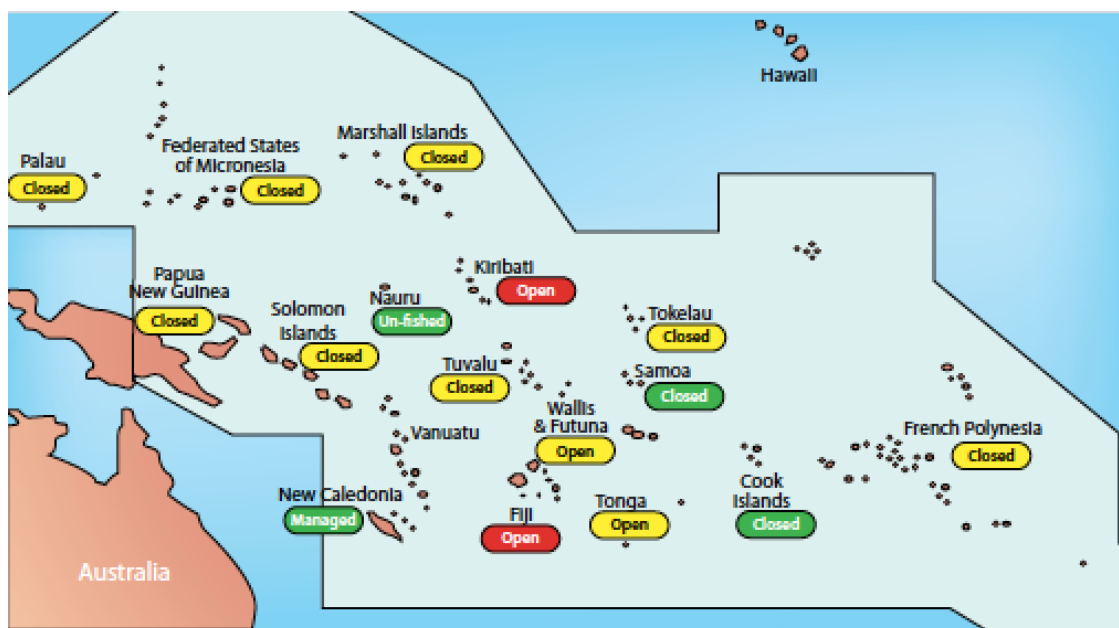 Hawaii
Marshall Islands
Closed
Federated States
of Micronesia
Closed
Palau
Closed
Kiribati
Open
Papua
New Guinea
Closed
Nauru
Un-fished
Solomon
Islands
Closed
Tokelau
Closed
Tuvalu
Closed
Samoa
Closed
Wallis
& Futuna
Open
Vanuatu
French Polynesia
Closed
New Caledonia
Managed
Fiji
Open
Tonga
Open
Cook
Islands
Closed
Australia